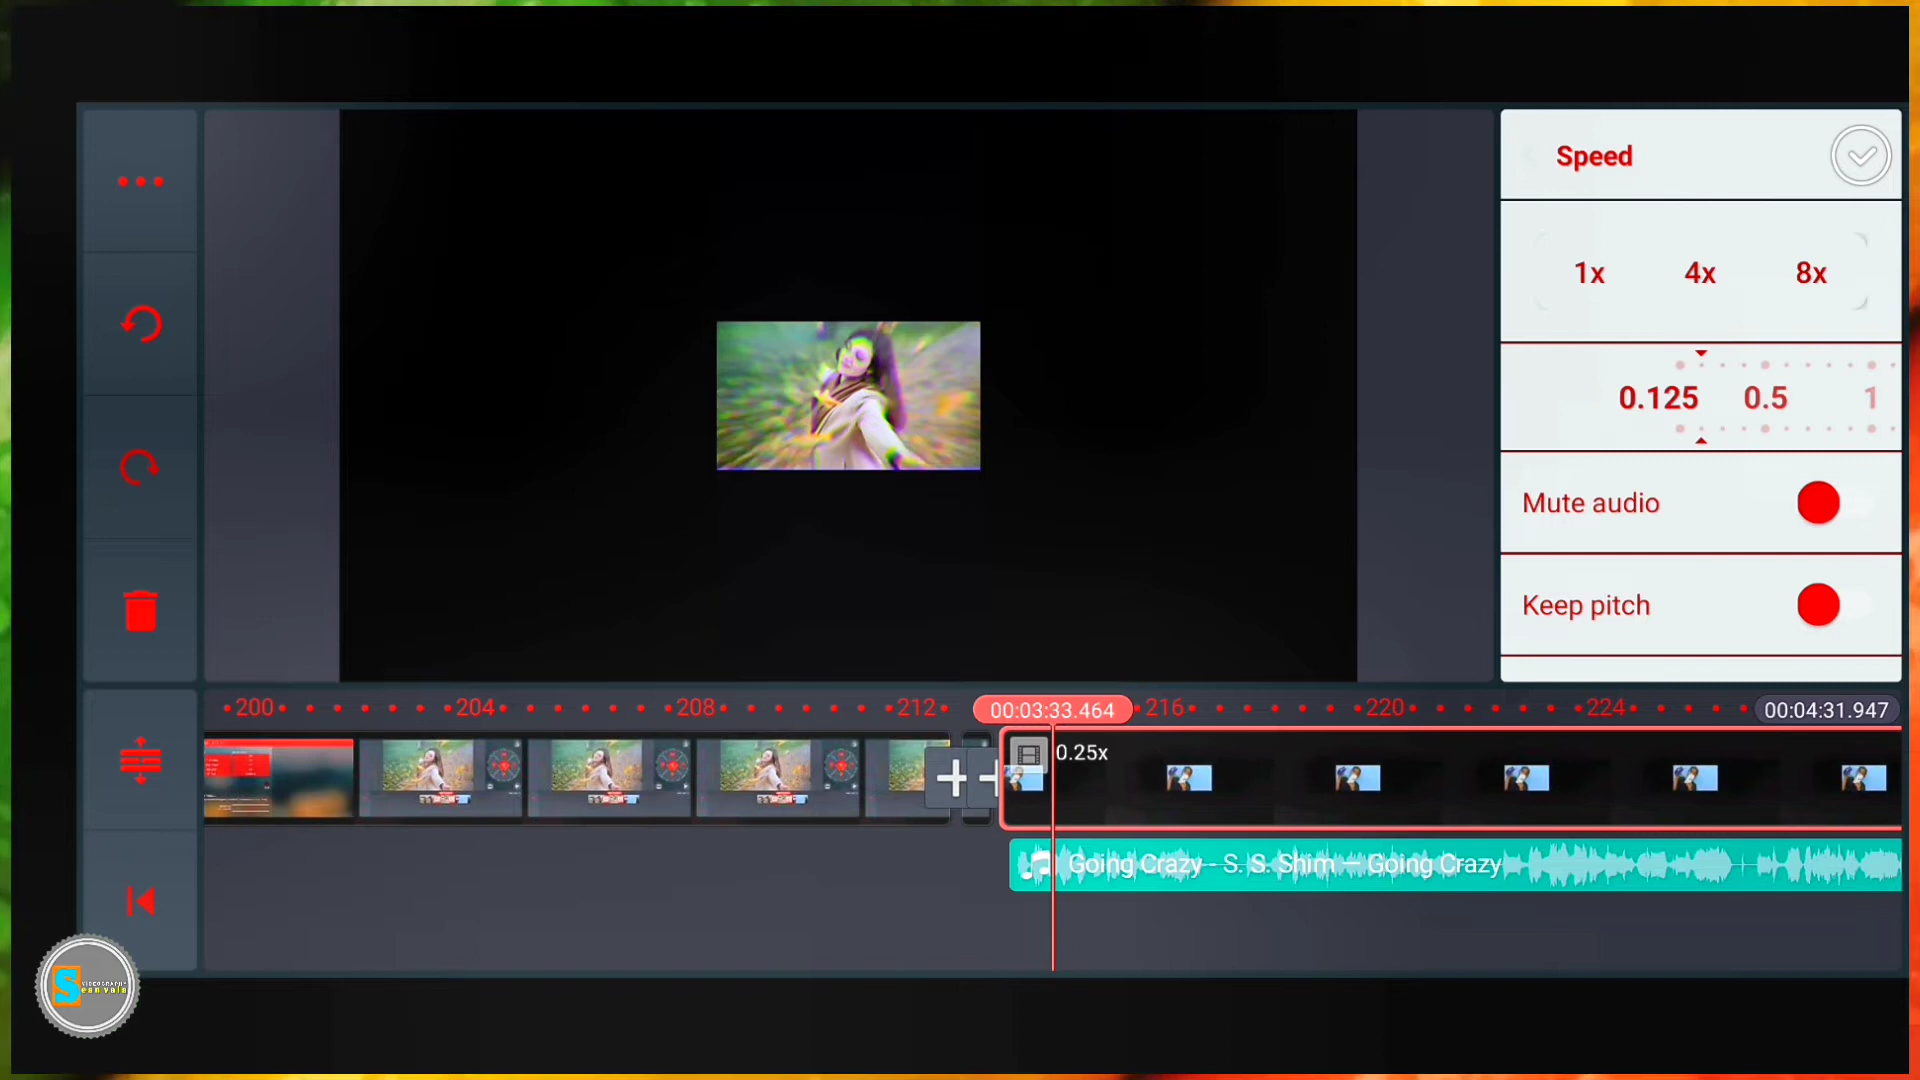 Speed
1x 4x 8x
0.125 0.5 1
Mute audio
Keep pitch
200 204 208 212 00:03:33.464 216 220 224 00:04:31.947
0.25x
Going Crazy - S. S. Shim — Going Crazy